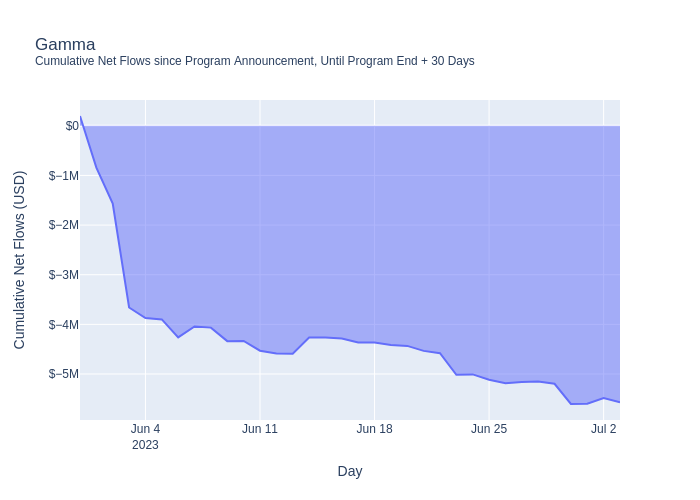 Gamma
Cumulative Net Flows since Program Announcement, Until Program End + 30 Days
Cumulative Net Flows (USD)
$0
$−1M
$−2M
$−3M
$−4M
$−5M
Jun 4
2023
Jun 11
Jun 18
Jun 25
Jul 2
Day